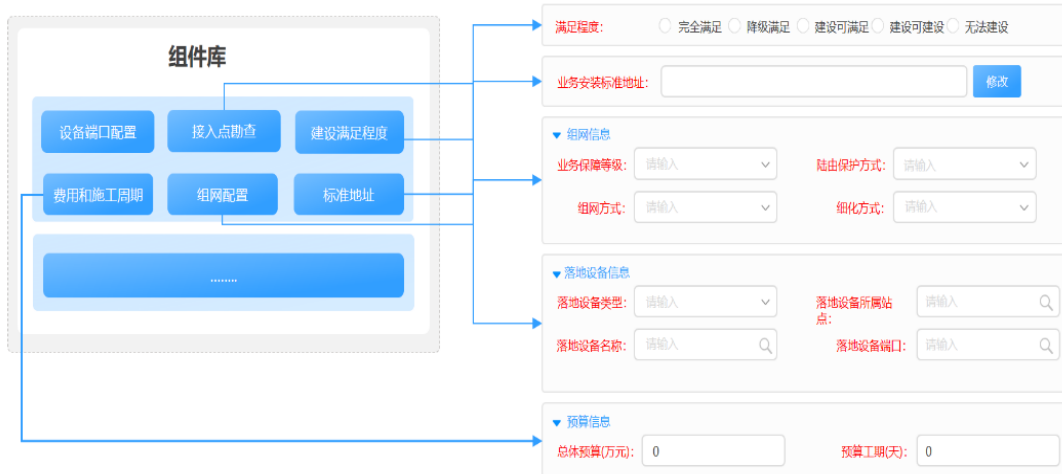 组件库
设备端口配置
接入点勘查
建设满足程度
费用和施工周期
组网配置
标准地址
........
满足程度：
完全满足
降级满足
建设可满足
建设可建设
无法建设
业务安装标准地址：
修改
组网信息
业务保障等级：
请输入
陆由保护方式：
请输入
组网方式：
请输入
细化方式：
请输入
落地设备信息
落地设备类型：
请输入
落地设备所属站
点：
请输入
落地设备名称：
请输入
落地设备端口：
请输入
预算信息
总体预算(万元)：
0
预算工期(天)：
0